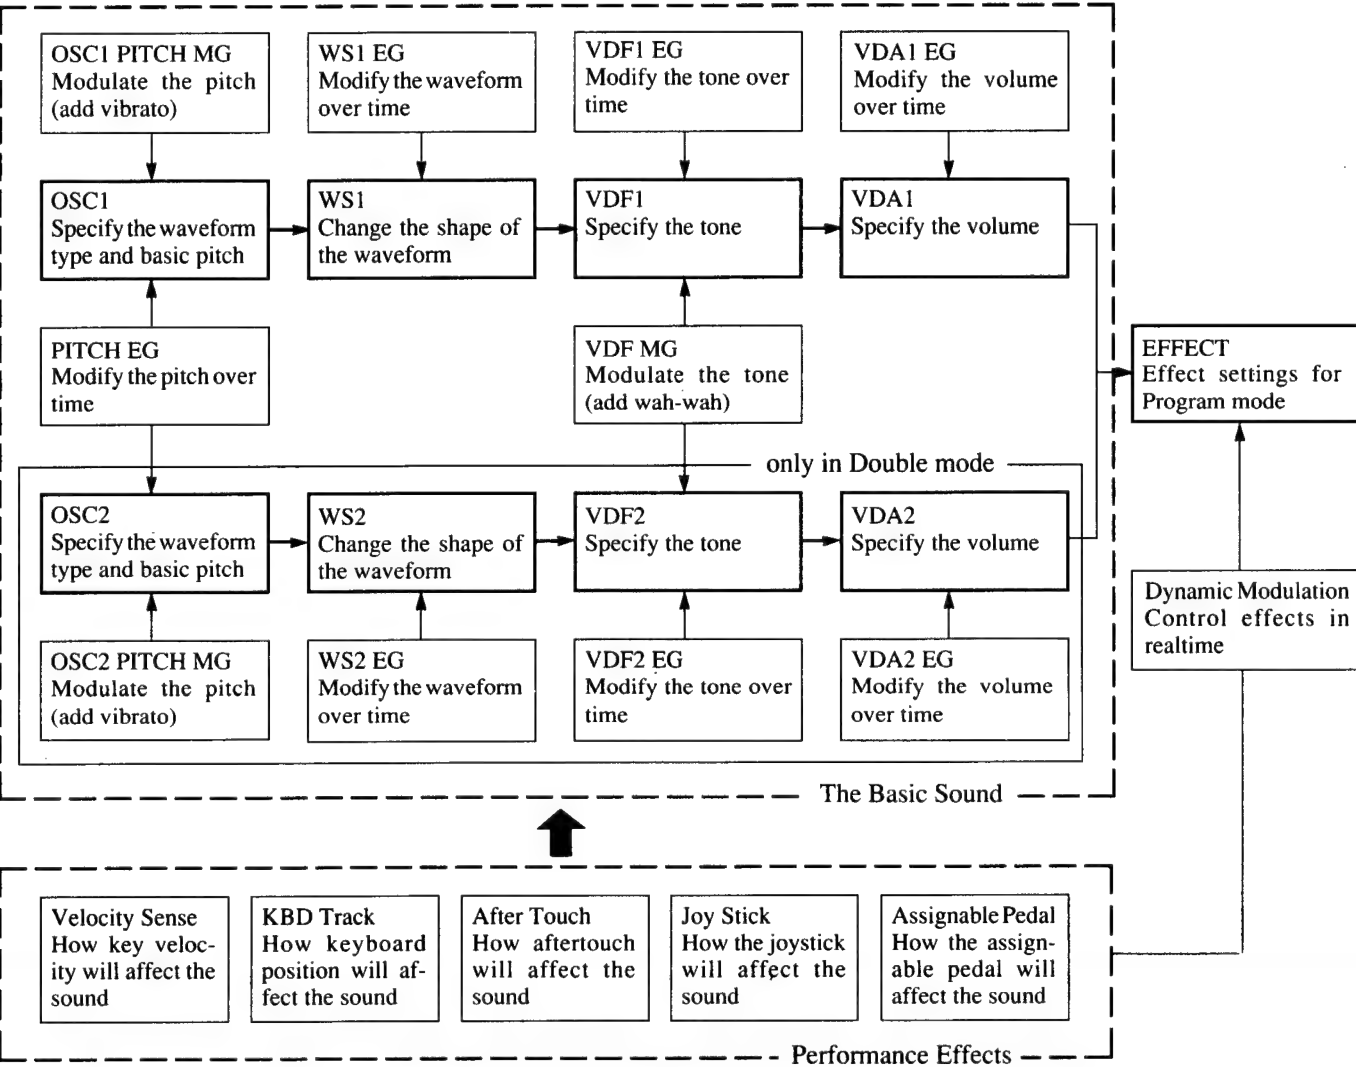 OSC1 PITCH MG
Modulate the pitch
(add vibrato)
WS1 EG
Modify the waveform
over time
VDF1 EG
Modify the tone over
time
VDA1 EG
Modify the volume
over time
OSC1
Specify the waveform
type and basic pitch
WS1
Change the shape of
the waveform
VDF1
Specify the tone
VDA1
Specify the volume
PITCH EG
Modify the pitch over
time
VDF MG
Modulate the tone
(add wah-wah)
EFFECT
Effect settings for
Program mode
only in Double mode
OSC2
Specify the waveform
type and basic pitch
WS2
Change the shape of
the waveform
VDF2
Specify the tone
VDA2
Specify the volume
Dynamic Modulation
Control effects in
realtime
OSC2 PITCH MG
Modulate the pitch
(add vibrato)
WS2 EG
Modify the waveform
over time
VDF2 EG
Modify the tone over
time
VDA2 EG
Modify the volume
over time
The Basic Sound
Velocity Sense
How key veloc-
ity will affect the
sound
KBD Track
How keyboard
position will af-
fect the sound
After Touch
How aftertouch
will affect the
sound
Joy Stick
How the joystick
will affect the
sound
Assignable Pedal
How the assign-
able pedal will
affect the sound
Performance Effects